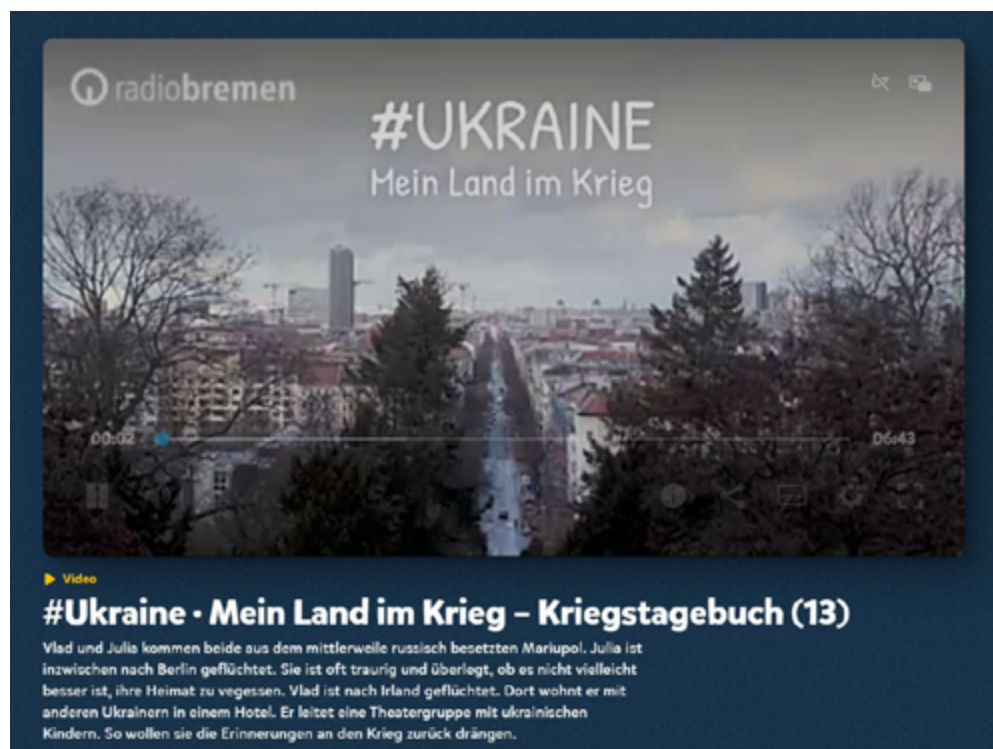 radiobremen
#UKRAINE
Mein Land im Krieg
00:02
06:43
Video
#Ukraine · Mein Land im Krieg – Kriegstagebuch (13)
Vlad und Julia kommen beide aus dem mittlerweile russisch besetzten Mariupol. Julia ist
inzwischen nach Berlin geflüchtet. Sie ist oft traurig und überlegt, ob es nicht vielleicht
besser ist, ihre Heimat zu vegessen. Vlad ist nach Irland geflüchtet. Dort wohnt er mit
anderen Ukrainern in einem Hotel. Er leitet eine Theatergruppe mit ukrainischen
Kindern. So wollen sie die Erinnerungen an den Krieg zurück drängen.